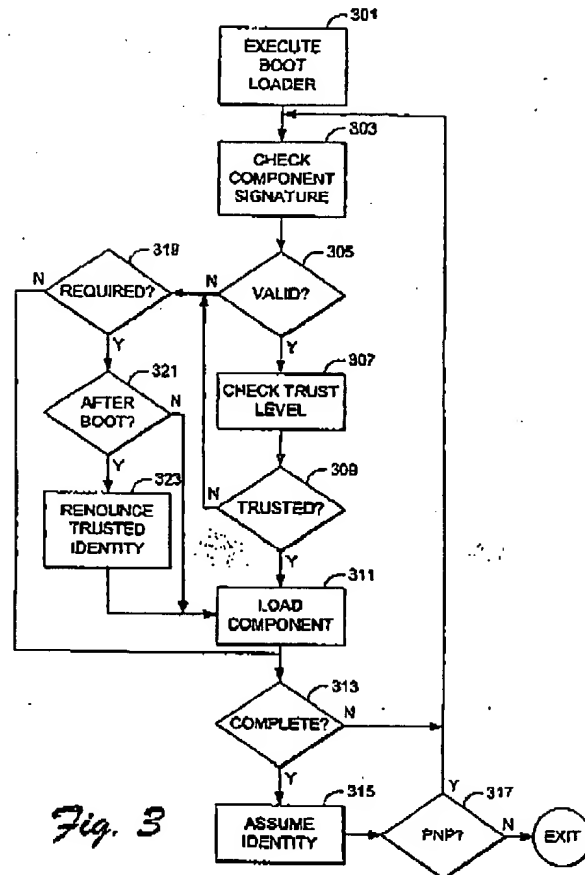 301
EXECUTE
BOOT
LOADER
303
CHECK
COMPONENT
SIGNATURE
319
N
REQUIRED?
N
305
VALID?
Y
321
AFTER
BOOT?
N
Y
307
CHECK TRUST
LEVEL
Y
323
RENOUNCE
TRUSTED
IDENTITY
309
N
TRUSTED?
Y
311
LOAD
COMPONENT
313
COMPLETE?
N
Y
315
ASSUME
IDENTITY
Y
317
PNP?
N
EXIT
Fig. 3